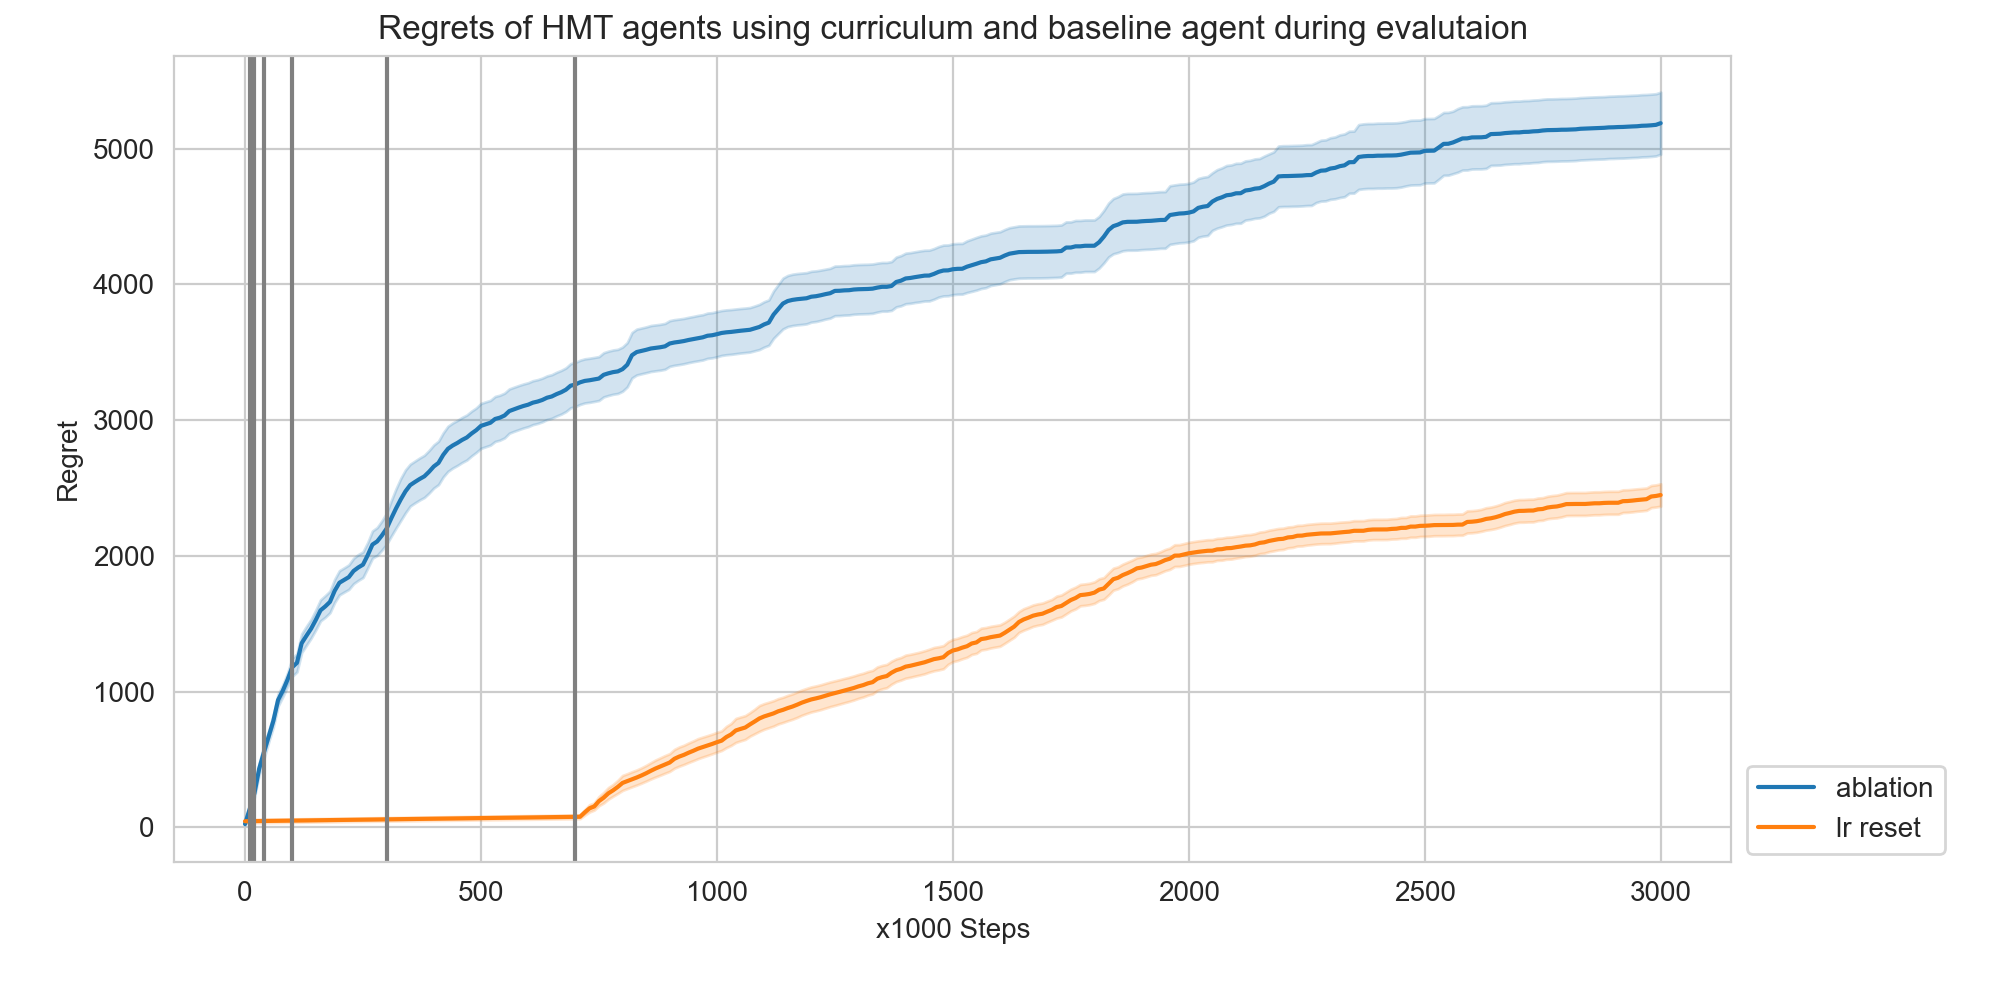 Regrets of HMT agents using curriculum and baseline agent during evalutaion
Regret
5000
4000
3000
2000
1000
0
0 500 1000 1500 2000 2500 3000
x1000 Steps
ablation
lr reset